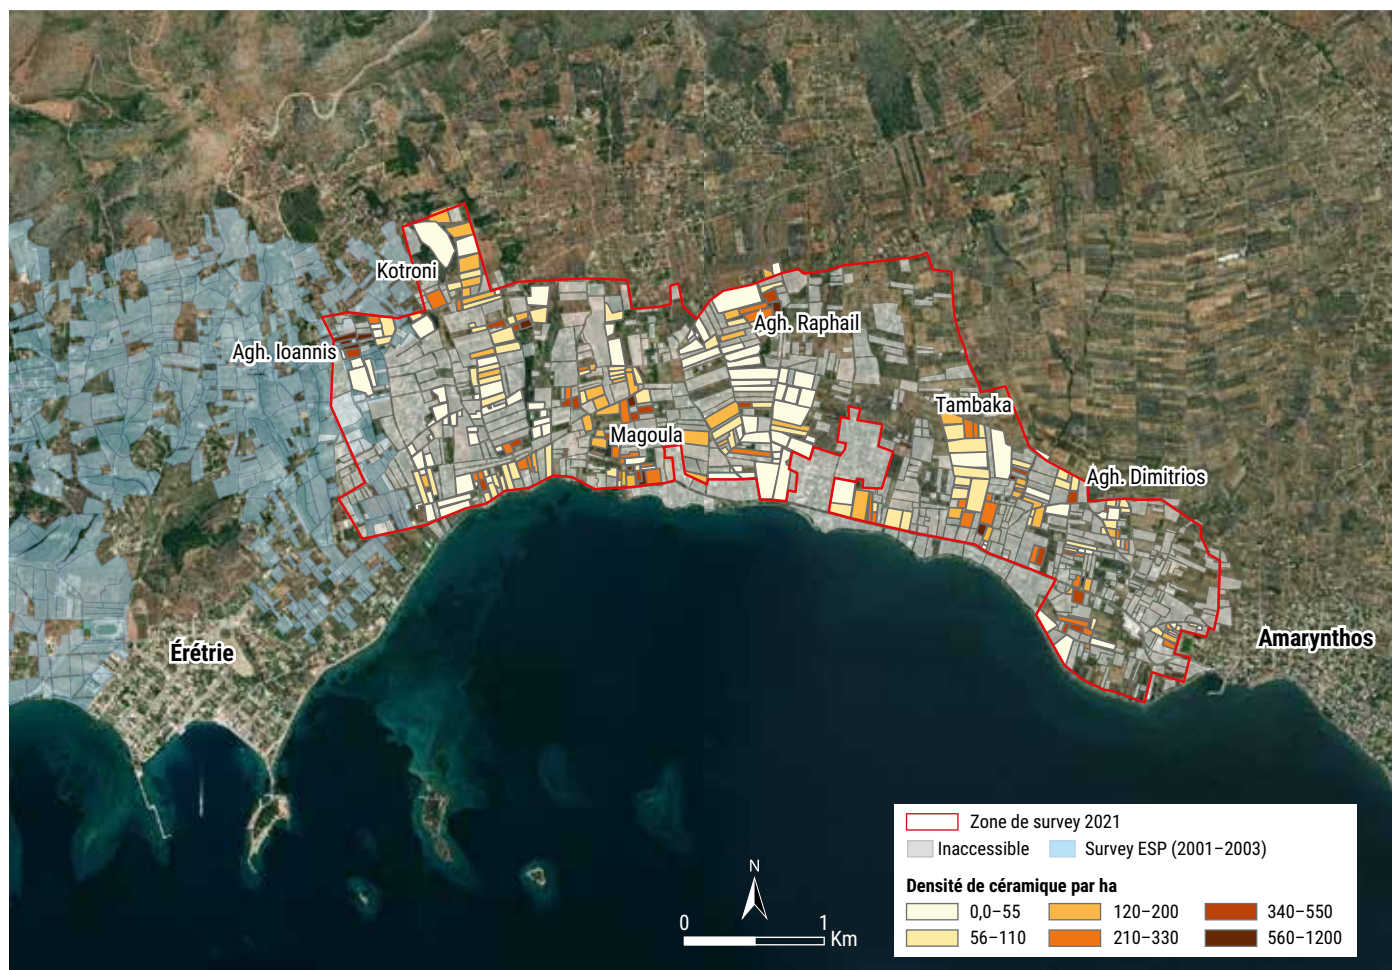 Kotroni
Agh. Ioannis
Agh. Raphail
Magoula
Tambaka
Agh. Dimitrios
Érétrie
Amarynthos
N
0 1
Km
Zone de survey 2021
Inaccessible Survey ESP (2001–2003)
Densité de céramique par ha
0,0–55 120–200 340–550
56–110 210–330 560–1200